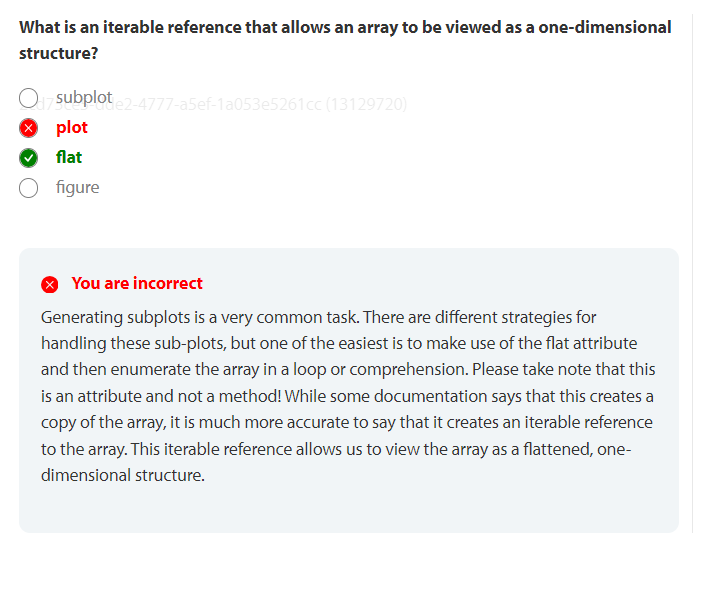 What is an iterable reference that allows an array to be viewed as a one-dimensional
structure?
subplot
de2-4777-a5ef-1a053e5261cc (13129720)
plot
flat
figure
You are incorrect
Generating subplots is a very common task. There are different strategies for
handling these sub-plots, but one of the easiest is to make use of the flat attribute
and then enumerate the array in a loop or comprehension. Please take note that this
is an attribute and not a method! While some documentation says that this creates a
copy of the array, it is much more accurate to say that it creates an iterable reference
to the array. This iterable reference allows us to view the array as a flattened, one-
dimensional structure.